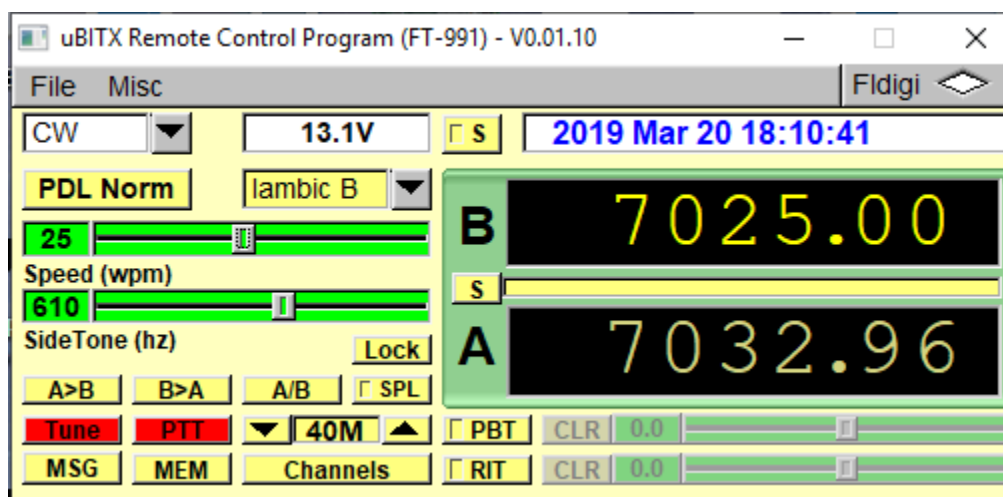 uBITX Remote Control Program (FT-991) - V0.01.10
File Misc Fldigi
CW 13.1V S 2019 Mar 20 18:10:41
PDL Norm Iambic B
B 7025.00
25
Speed (wpm)
S
610
SideTone (hz)
Lock
A 7032.96
A>B B>A A/B SPL
Tune PTT 40M PBT CLR 0.0
MSG MEM Channels RIT CLR 0.0